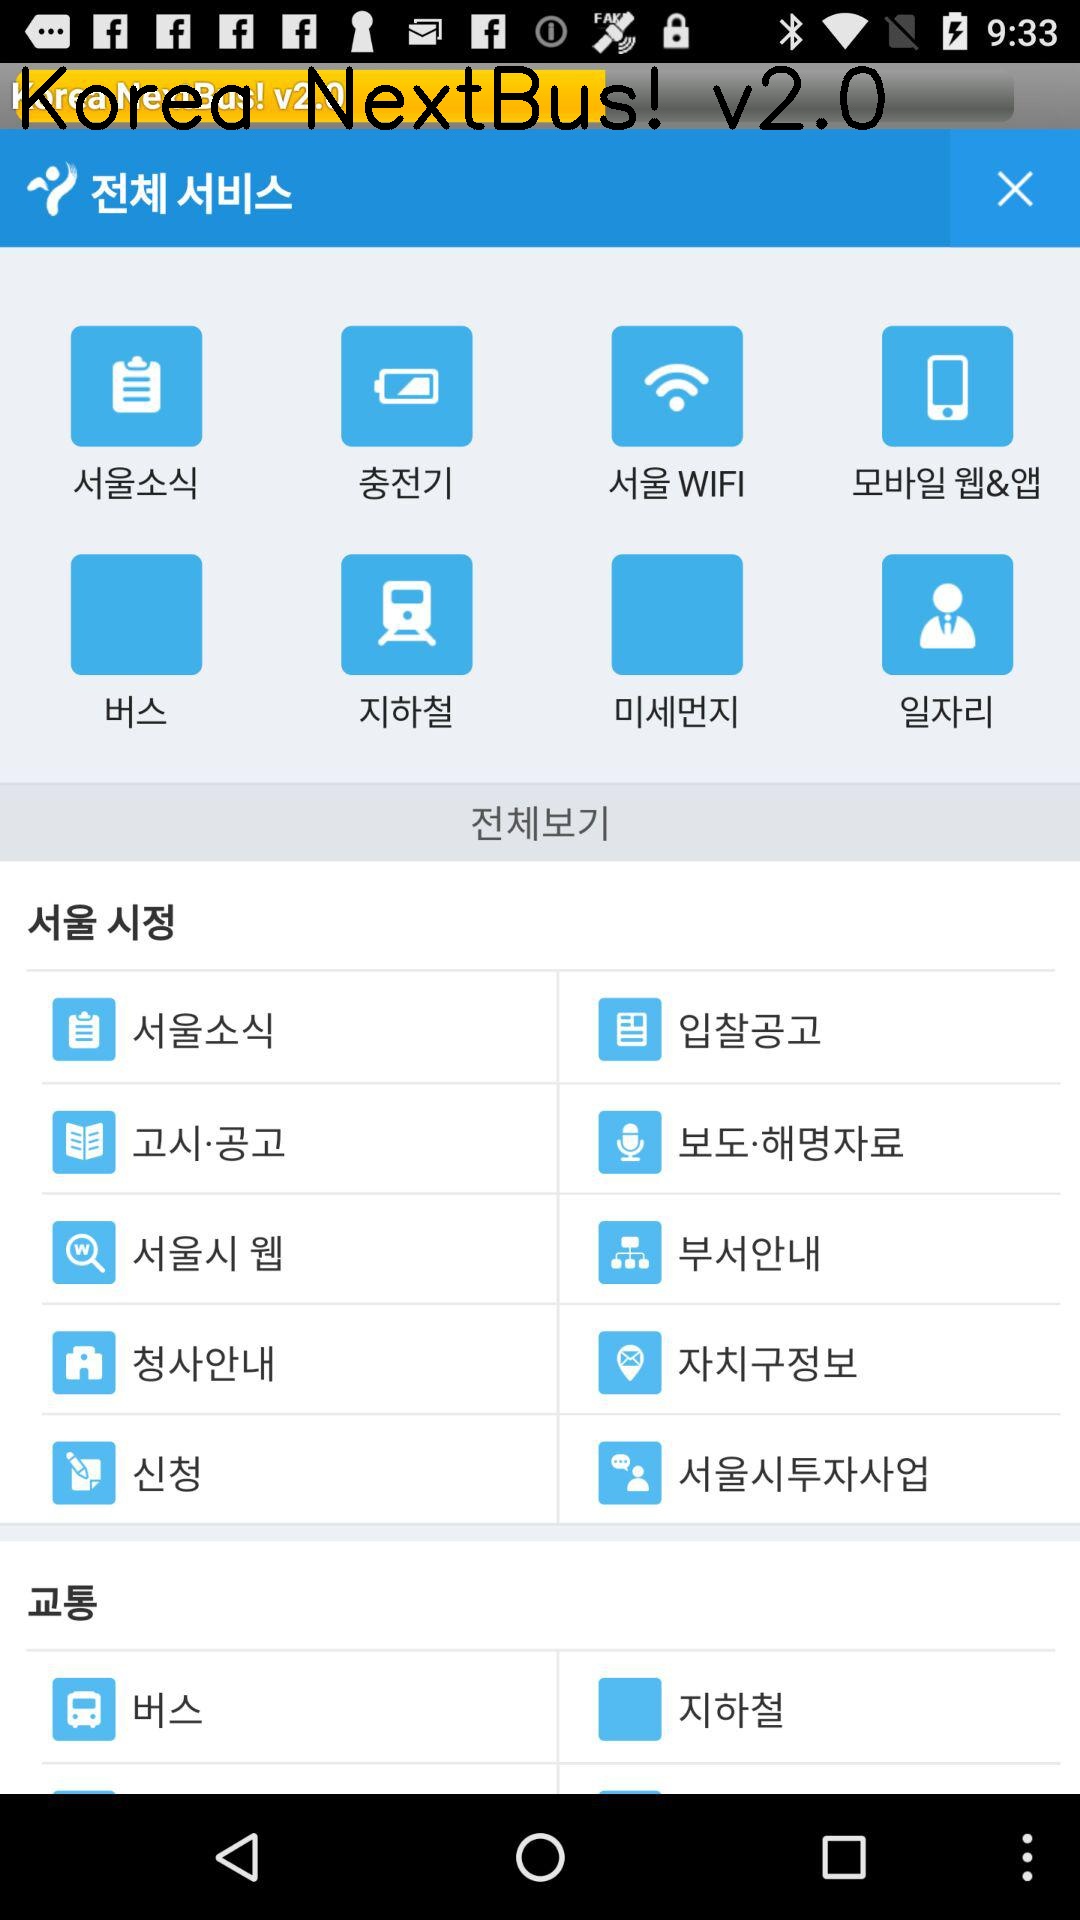 FAKE
9:33
Korea NextBus! v2.0
Korea NextBus! v2.0
전체 서비스
서울소식 충전기 서울 WIFI 모바일 웹&앱
버스 지하철 미세먼지 일자리
전체보기
서울 시정
서울소식 입찰공고
고시·공고 보도·해명자료
서울시 웹 부서안내
청사안내 자치구정보
신청 서울시투자사업
교통
버스 지하철